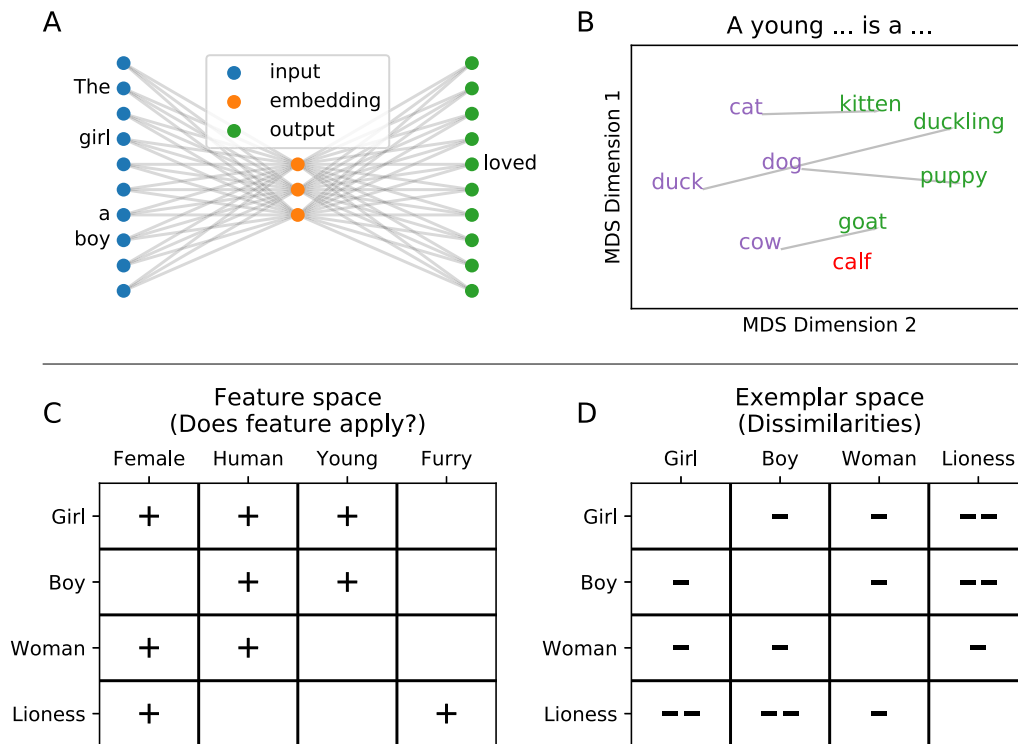 A
The
girl
a
boy
input
embedding
output
loved
B
A young ... is a ...
MDS Dimension 1
cat
kitten
duckling
dog
duck
puppy
goat
cow
calf
MDS Dimension 2
C
Feature space
(Does feature apply?)
Female Human Young Furry
Girl + + +
Boy + +
Woman + +
Lioness + +
D
Exemplar space
(Dissimilarities)
Girl Boy Woman Lioness
Girl - - --
Boy - - --
Woman - - -
Lioness -- -- -